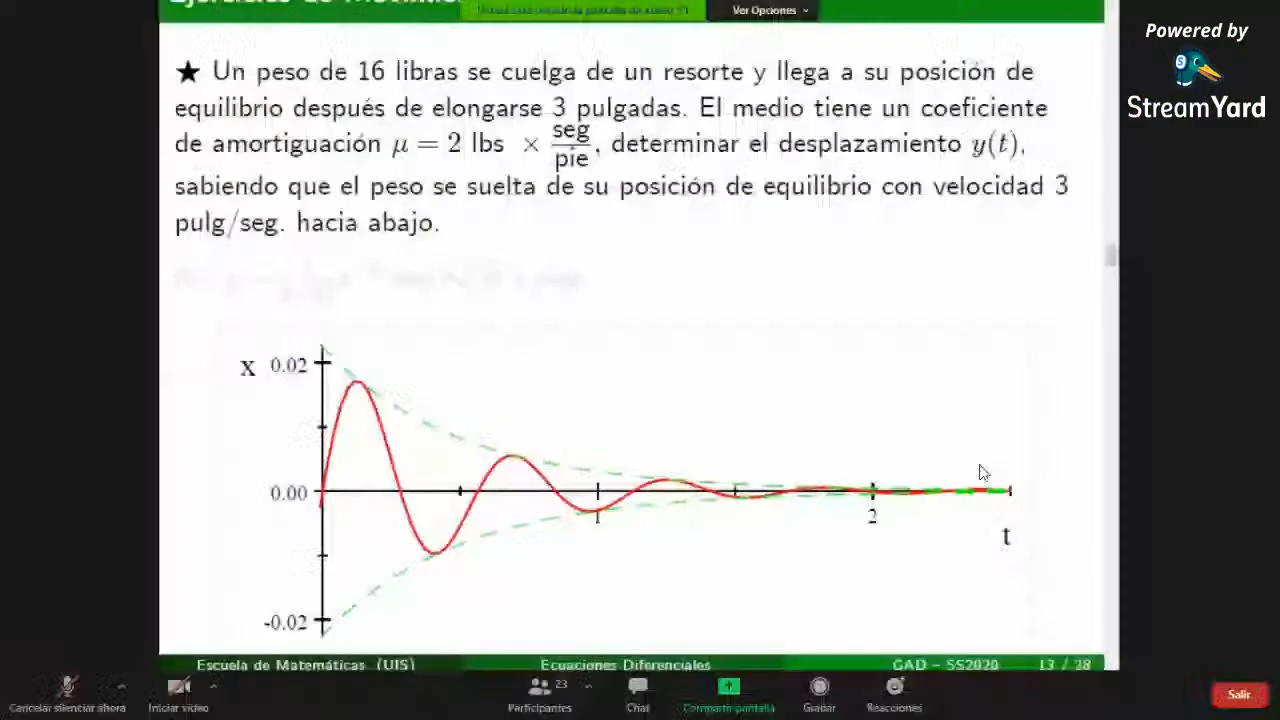 Ver Opciones
Powered by
StreamYard
★ Un peso de 16 libras se cuelga de un resorte y llega a su posición de
equilibrio después de elongarse 3 pulgadas. El medio tiene un coeficiente
de amortiguación μ = 2 lbs × seg/pie, determinar el desplazamiento y(t),
sabiendo que el peso se suelta de su posición de equilibrio con velocidad 3
pulg/seg. hacia abajo.
x
0.02
0.00
-0.02
1
2
t
Escuela de Matemáticas (UIS) Ecuaciones Diferenciales GAD – SS2020 13 / 28
Cancelar silenciar ahora
Iniciar video
23
Participantes
Chat
Compartir pantalla
Grabar
Reacciones
Salir